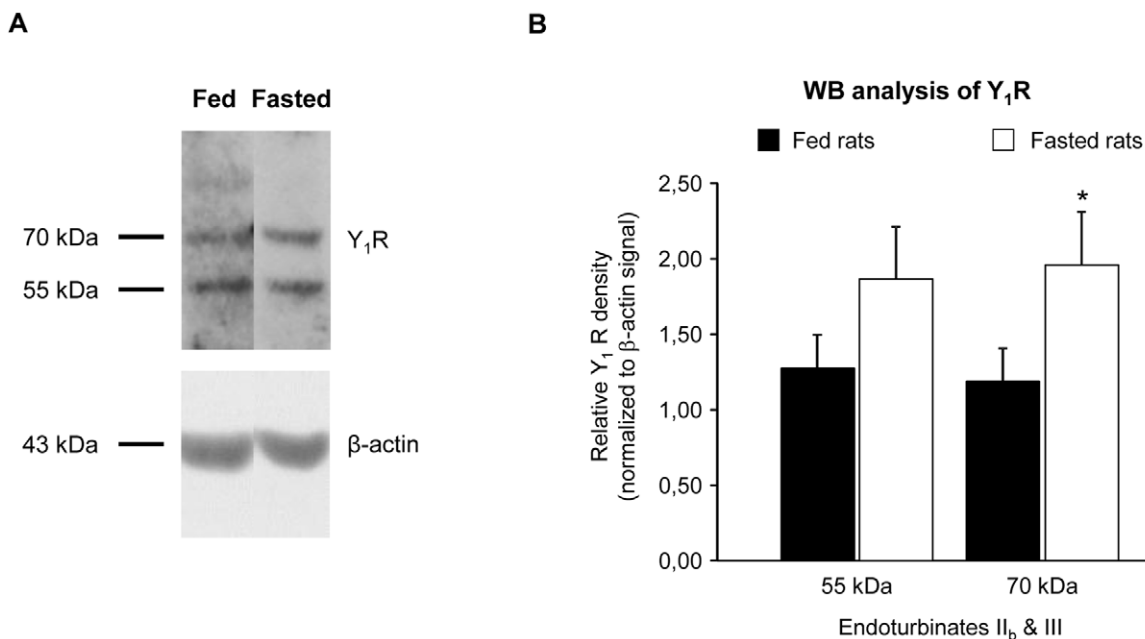 A
Fed Fasted
70 kDa
Y₁R
55 kDa
43 kDa
β-actin
B
WB analysis of Y₁R
Fed rats
Fasted rats
Relative Y₁ R density
(normalized to β-actin signal)
2,50
2,00
1,50
1,00
0,50
0,00
*
55 kDa 70 kDa
Endoturbinates II_b & III